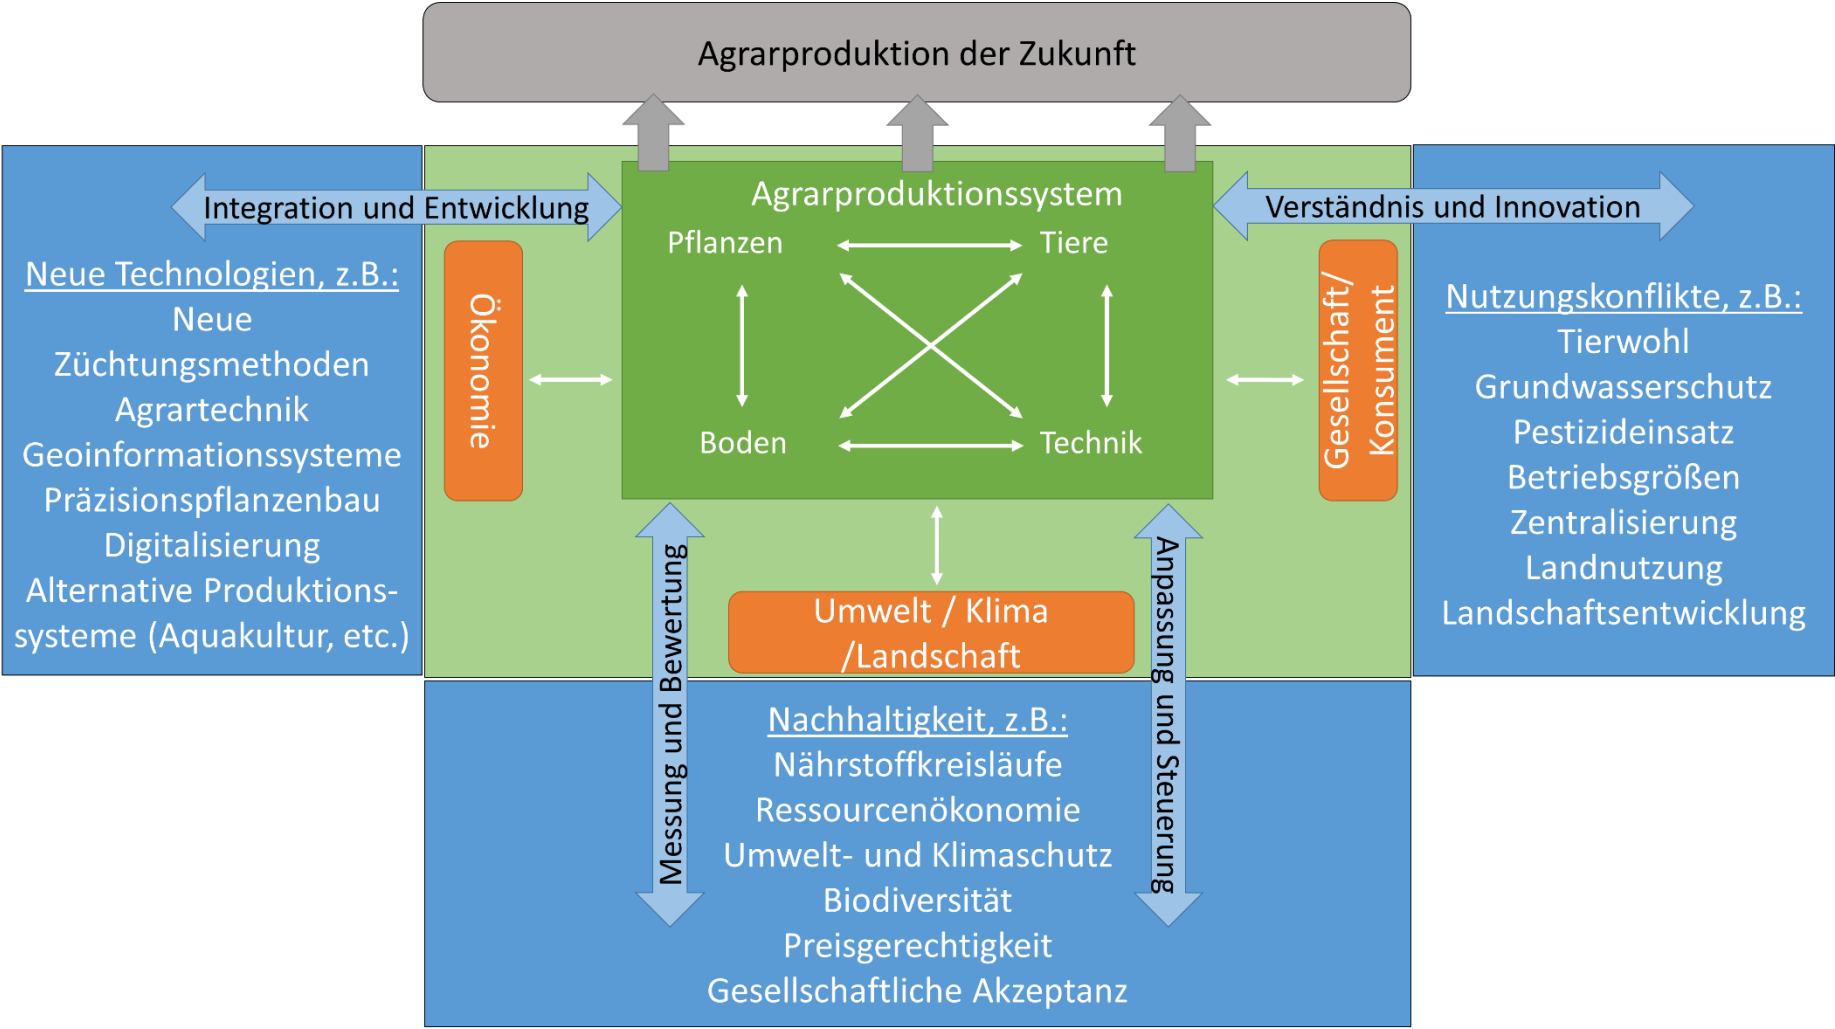 Agrarproduktion der Zukunft
Integration und Entwicklung
Neue Technologien, z.B.:
Neue
Züchtungsmethoden
Agrartechnik
Geoinformationssysteme
Präzisionspflanzenbau
Digitalisierung
Alternative Produktions-
systeme (Aquakultur, etc.)
Ökonomie
Agrarproduktionssystem
Pflanzen
Tiere
Boden
Technik
Gesellschaft/
Konsument
Verständnis und Innovation
Nutzungskonflikte, z.B.:
Tierwohl
Grundwasserschutz
Pestizideinsatz
Betriebsgrößen
Zentralisierung
Landnutzung
Landschaftsentwicklung
Umwelt / Klima
/Landschaft
Messung und Bewertung
Anpassung und Steuerung
Nachhaltigkeit, z.B.:
Nährstoffkreisläufe
Ressourcenökonomie
Umwelt- und Klimaschutz
Biodiversität
Preisgerechtigkeit
Gesellschaftliche Akzeptanz